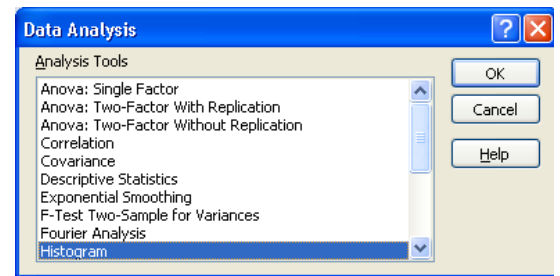 Data Analysis
Analysis Tools
Anova: Single Factor
Anova: Two-Factor With Replication
Anova: Two-Factor Without Replication
Correlation
Covariance
Descriptive Statistics
Exponential Smoothing
F-Test Two-Sample for Variances
Fourier Analysis
Histogram
OK
Cancel
Help